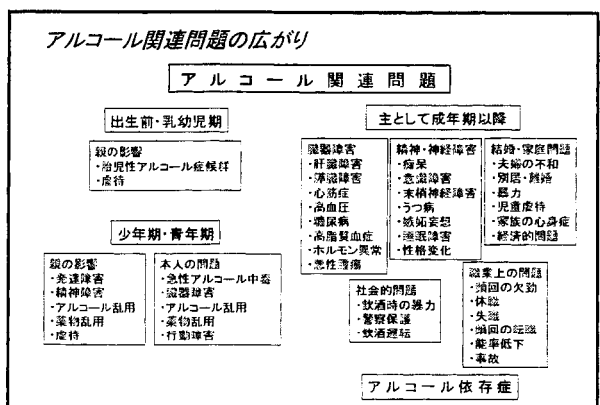 アルコール関連問題の広がり
アルコール関連問題
出生前・乳幼児期
親の影響
・胎児性アルコール症候群
・虐待
少年期・青年期
親の影響
・発達障害
・精神障害
・アルコール乱用
・薬物乱用
・虐待
本人の問題
・急性アルコール中毒
・臓器障害
・アルコール乱用
・薬物乱用
・行動障害
主として成年期以降
臓器障害
・肝臓障害
・膵臓障害
・心筋症
・高血圧
・糖尿病
・高脂質血症
・ホルモン異常
・悪性腫瘍
精神・神経障害
・痴呆
・意識障害
・末梢神経障害
・うつ病
・嫉妬妄想
・睡眠障害
・性格変化
結婚・家庭問題
・夫婦の不和
・別居・離婚
・暴力
・児童虐待
・家族の心身症
・経済的問題
社会的問題
・飲酒時の暴力
・警察保護
・飲酒運転
職業上の問題
・頻回の欠勤
・休職
・失職
・頻回の転職
・能率低下
・事故
アルコール依存症